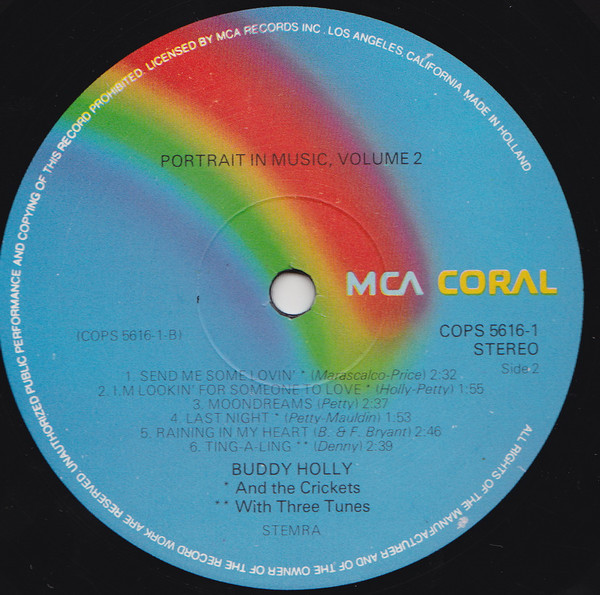 UNAUTHORIZED PUBLIC PERFORMANCE AND COPYING OF THIS RECORD PROHIBITED. LICENSED BY MCA RECORDS INC. LOS ANGELES, CALIFORNIA MADE IN HOLLAND
PORTRAIT IN MUSIC, VOLUME 2
MCA CORAL
(COPS 5616-1-B)
COPS 5616-1
STEREO
Side 2
1. SEND ME SOME LOVIN' * (Marascalco-Price) 2:32
2. I.M LOOKIN' FOR SOMEONE TO LOVE * (Holly-Petty) 1:55
3. MOONDREAMS (Petty) 2:37
4. LAST NIGHT * (Petty-Mauldin) 1:53
5. RAINING IN MY HEART (B. & F. Bryant) 2:46
6. TING-A-LING ** (Denny) 2:39
BUDDY HOLLY
* And the Crickets
** With Three Tunes
STEMRA
ALL RIGHTS OF THE MANUFACTURER AND OF THE OWNER OF THE RECORD WORK ARE RESERVED